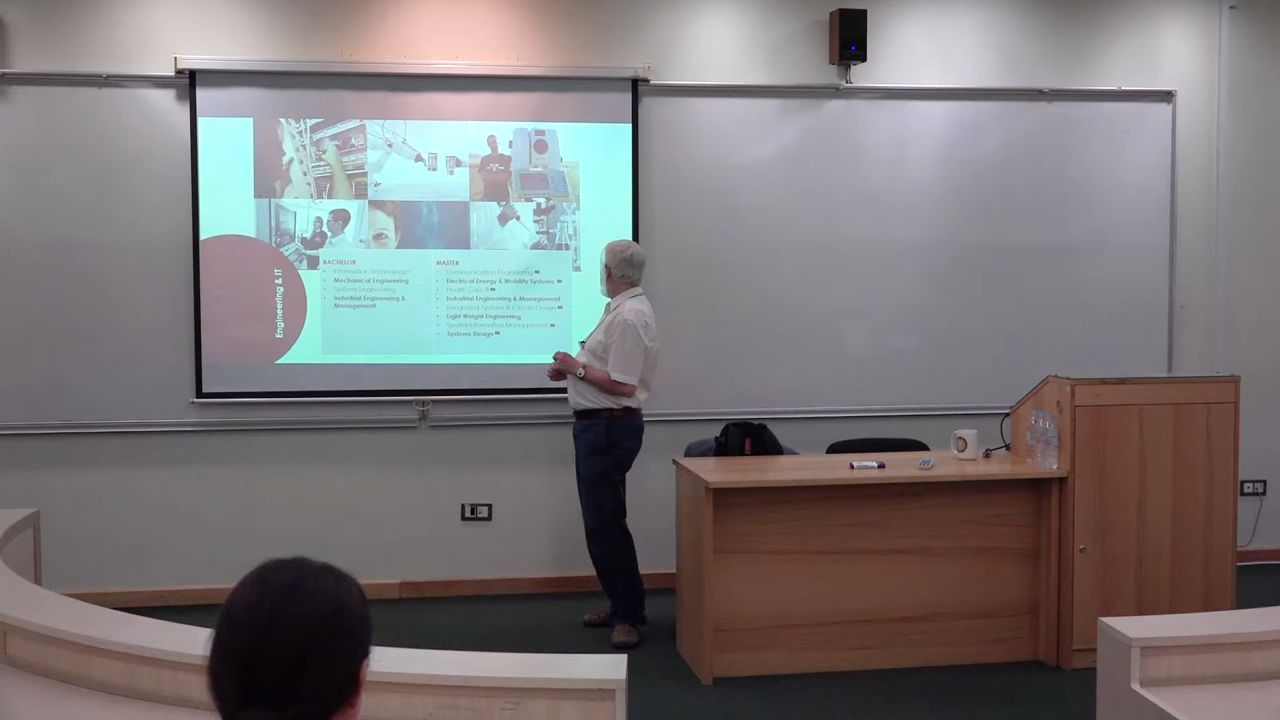 Engineering & IT
BACHELOR
• Information Technologies
• Mechanical Engineering
• Systems Engineering
• Industrial Engineering &
Management
MASTER
• Communication Engineering
• Electrical Energy & Mobility Systems
• Health Care IT
• Industrial Engineering & Management
• Integrated Systems & Circuits Design
• Light Weight Engineering
• Spatial Information Management
• Systems Design